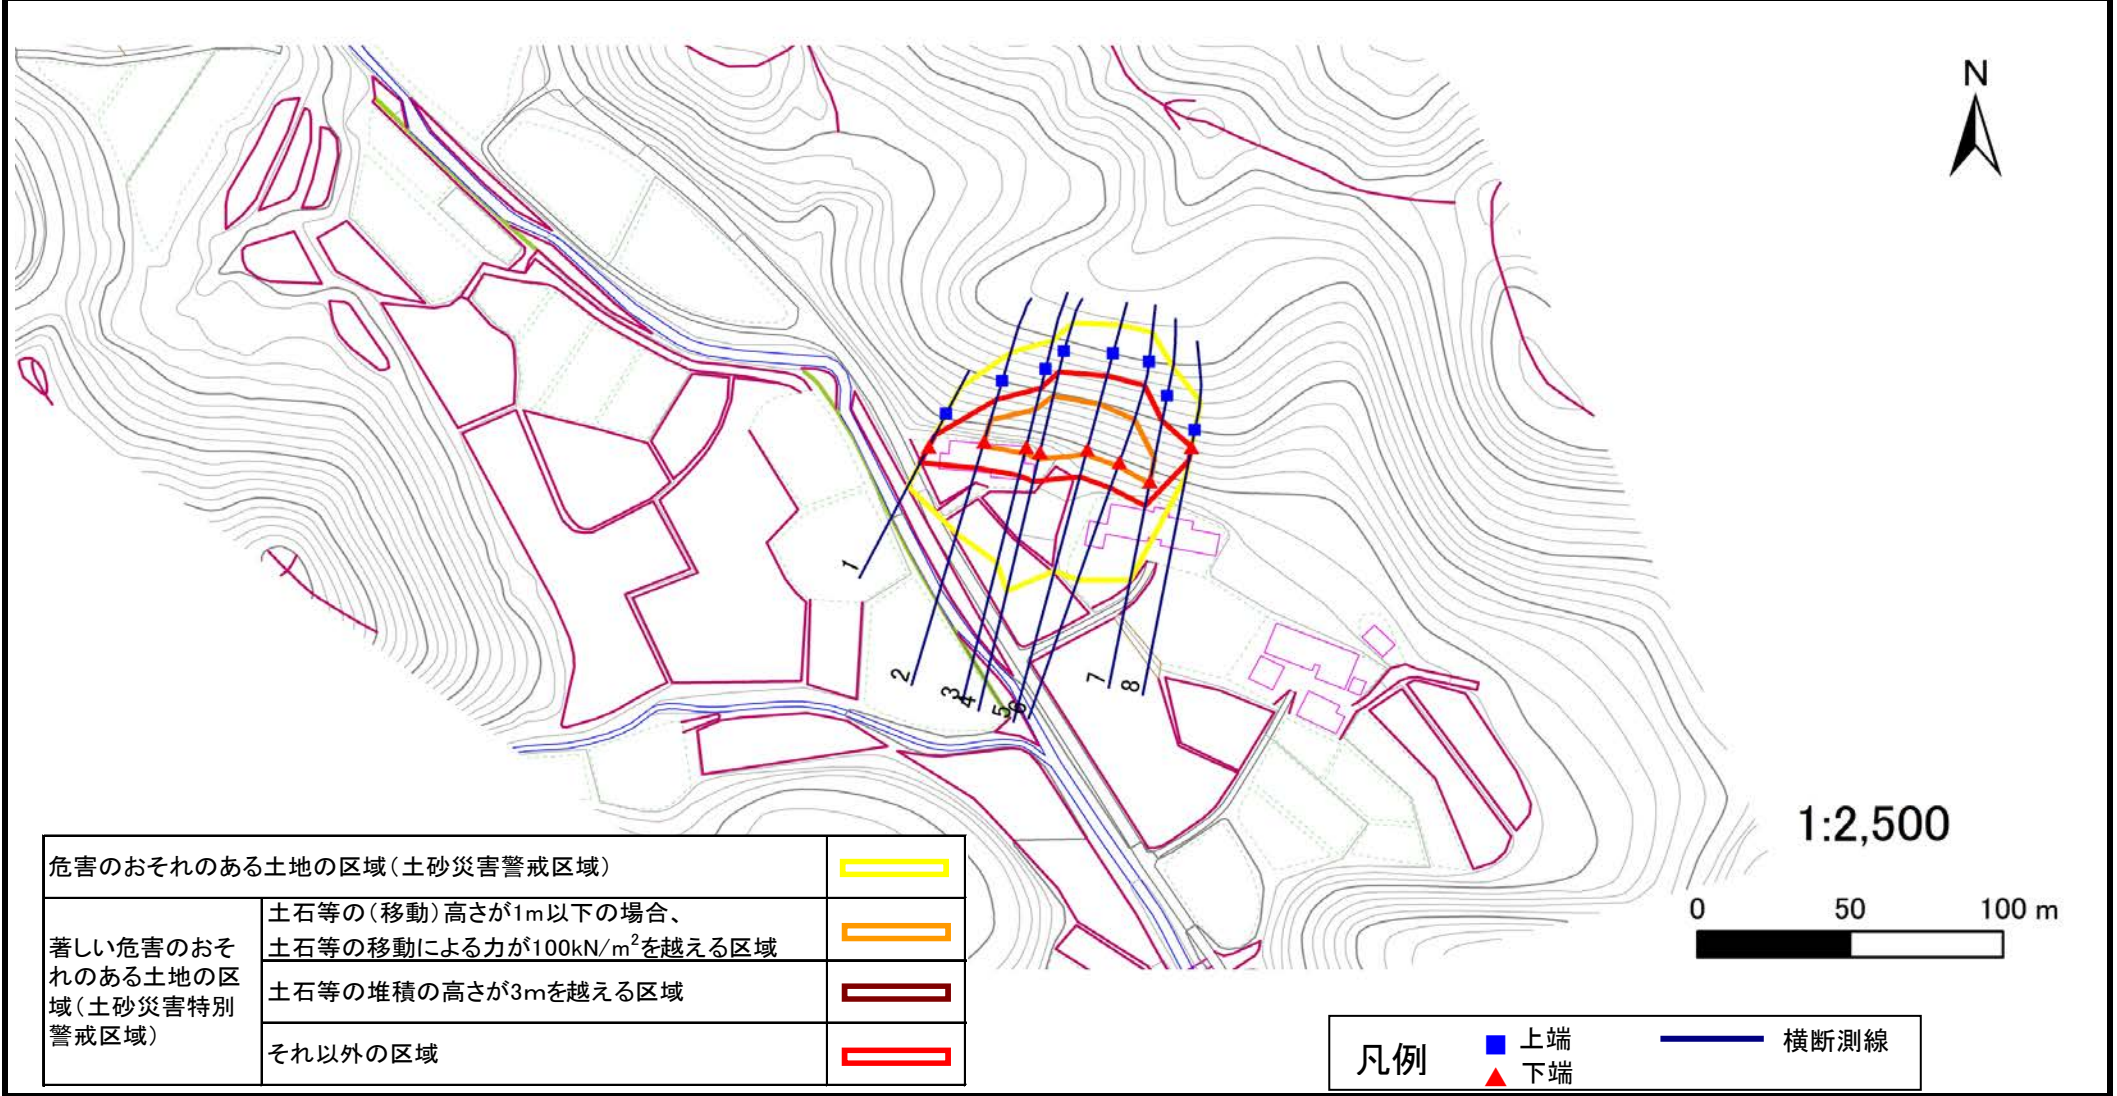 N
1
2
3
4
5
6
7
8
1:2,500
0 50 100 m
危害のおそれのある土地の区域(土砂災害警戒区域)
著しい危害のおそ
れのある土地の区
域(土砂災害特別
警戒区域)
土石等の(移動)高さが1m以下の場合、
土石等の移動による力が100kN/m²を越える区域
土石等の堆積の高さが3mを越える区域
それ以外の区域
凡例
上端
下端
横断測線